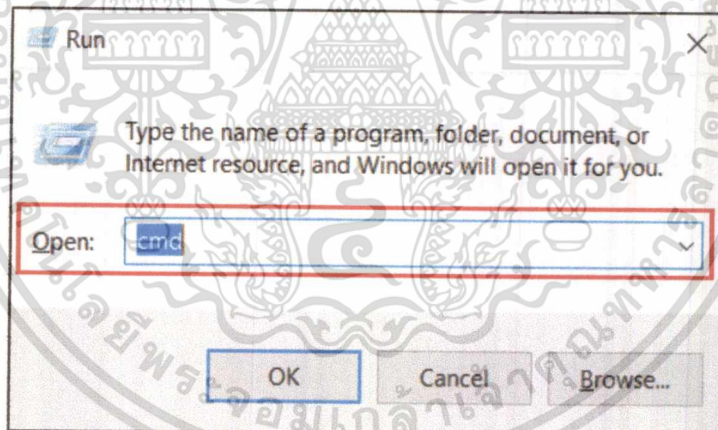 Run
Type the name of a program, folder, document, or
Internet resource, and Windows will open it for you.
Open: cmd
OK Cancel Browse...